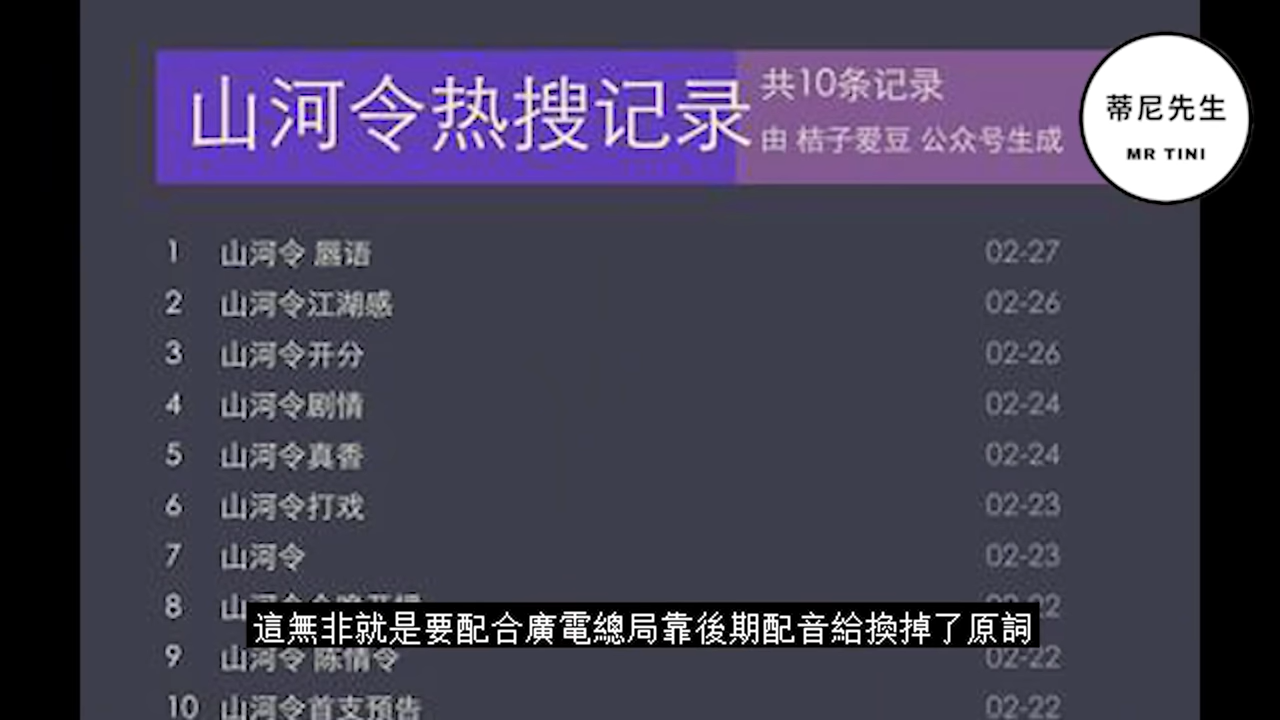 山河令热搜记录
共10条记录
由 桔子爱豆 公众号生成
蒂尼先生
MR TINI
1 山河令 唇语 02-27
2 山河令江湖感 02-26
3 山河令开分 02-26
4 山河令剧情 02-24
5 山河令真香 02-24
6 山河令打戏 02-23
7 山河令 02-23
8 山
這無非就是要配合廣電總局靠後期配音給換掉了原詞
9 山河令 陈情令 02-22
10 山河令首支预告 02-22